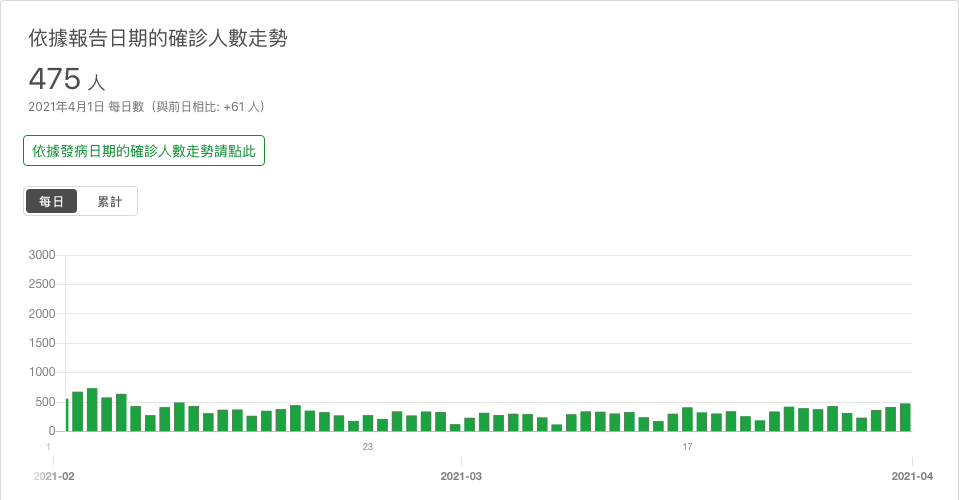 依據報告日期的確診人數走勢
475 人
2021年4月1日 每日數（與前日相比: +61 人）
依據發病日期的確診人數走勢請點此
每日 累計
3000
2500
2000
1500
1000
500
0
1 23 17
2021-02 2021-03 2021-04